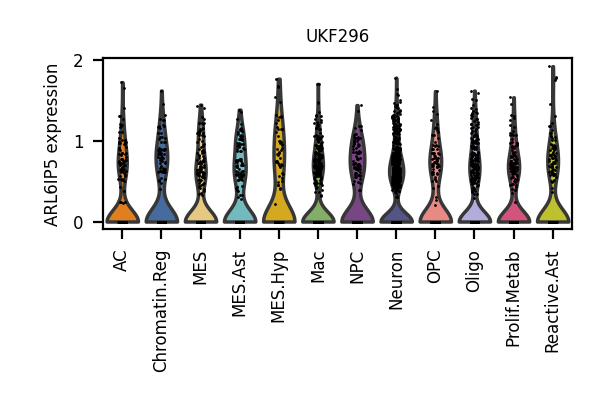 UKF296
ARL6IP5 expression
2
1
0
AC
Chromatin.Reg
MES
MES.Ast
MES.Hyp
Mac
NPC
Neuron
OPC
Oligo
Prolif.Metab
Reactive.Ast